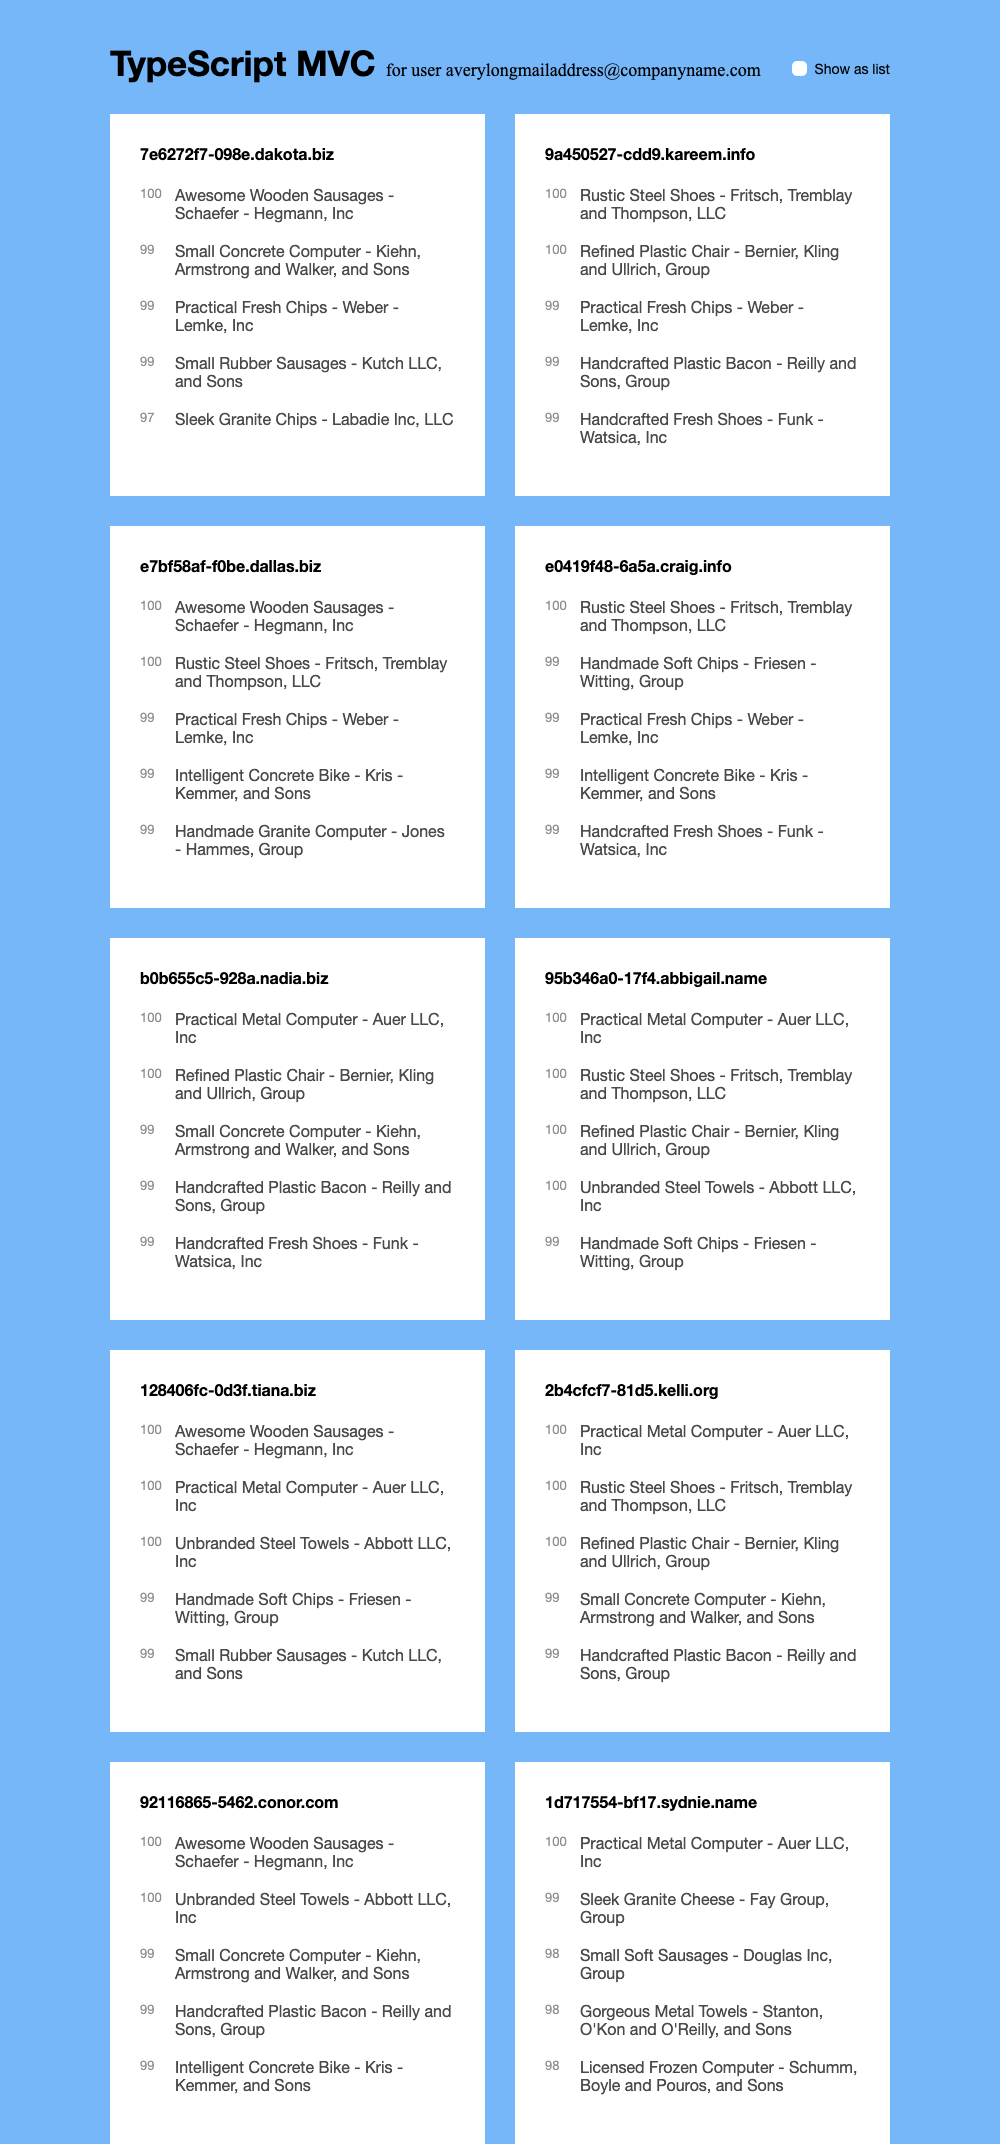 TypeScript MVC for user averylongmailaddress@companyname.com Show as list
7e6272f7-098e.dakota.biz
100 Awesome Wooden Sausages -
Schaefer - Hegmann, Inc
99 Small Concrete Computer - Kiehn,
Armstrong and Walker, and Sons
99 Practical Fresh Chips - Weber -
Lemke, Inc
99 Small Rubber Sausages - Kutch LLC,
and Sons
97 Sleek Granite Chips - Labadie Inc, LLC
9a450527-cdd9.kareem.info
100 Rustic Steel Shoes - Fritsch, Tremblay
and Thompson, LLC
100 Refined Plastic Chair - Bernier, Kling
and Ullrich, Group
99 Practical Fresh Chips - Weber -
Lemke, Inc
99 Handcrafted Plastic Bacon - Reilly and
Sons, Group
99 Handcrafted Fresh Shoes - Funk -
Watsica, Inc
e7bf58af-f0be.dallas.biz
100 Awesome Wooden Sausages -
Schaefer - Hegmann, Inc
100 Rustic Steel Shoes - Fritsch, Tremblay
and Thompson, LLC
99 Practical Fresh Chips - Weber -
Lemke, Inc
99 Intelligent Concrete Bike - Kris -
Kemmer, and Sons
99 Handmade Granite Computer - Jones
- Hammes, Group
e0419f48-6a5a.craig.info
100 Rustic Steel Shoes - Fritsch, Tremblay
and Thompson, LLC
99 Handmade Soft Chips - Friesen -
Witting, Group
99 Practical Fresh Chips - Weber -
Lemke, Inc
99 Intelligent Concrete Bike - Kris -
Kemmer, and Sons
99 Handcrafted Fresh Shoes - Funk -
Watsica, Inc
b0b655c5-928a.nadia.biz
100 Practical Metal Computer - Auer LLC,
Inc
100 Refined Plastic Chair - Bernier, Kling
and Ullrich, Group
99 Small Concrete Computer - Kiehn,
Armstrong and Walker, and Sons
99 Handcrafted Plastic Bacon - Reilly and
Sons, Group
99 Handcrafted Fresh Shoes - Funk -
Watsica, Inc
95b346a0-17f4.abbigail.name
100 Practical Metal Computer - Auer LLC,
Inc
100 Rustic Steel Shoes - Fritsch, Tremblay
and Thompson, LLC
100 Refined Plastic Chair - Bernier, Kling
and Ullrich, Group
100 Unbranded Steel Towels - Abbott LLC,
Inc
99 Handmade Soft Chips - Friesen -
Witting, Group
128406fc-0d3f.tiana.biz
100 Awesome Wooden Sausages -
Schaefer - Hegmann, Inc
100 Practical Metal Computer - Auer LLC,
Inc
100 Unbranded Steel Towels - Abbott LLC,
Inc
99 Handmade Soft Chips - Friesen -
Witting, Group
99 Small Rubber Sausages - Kutch LLC,
and Sons
2b4cfcf7-81d5.kelli.org
100 Practical Metal Computer - Auer LLC,
Inc
100 Rustic Steel Shoes - Fritsch, Tremblay
and Thompson, LLC
100 Refined Plastic Chair - Bernier, Kling
and Ullrich, Group
99 Small Concrete Computer - Kiehn,
Armstrong and Walker, and Sons
99 Handcrafted Plastic Bacon - Reilly and
Sons, Group
92116865-5462.conor.com
100 Awesome Wooden Sausages -
Schaefer - Hegmann, Inc
100 Unbranded Steel Towels - Abbott LLC,
Inc
99 Small Concrete Computer - Kiehn,
Armstrong and Walker, and Sons
99 Handcrafted Plastic Bacon - Reilly and
Sons, Group
99 Intelligent Concrete Bike - Kris -
Kemmer, and Sons
1d717554-bf17.sydnie.name
100 Practical Metal Computer - Auer LLC,
Inc
99 Sleek Granite Cheese - Fay Group,
Group
98 Small Soft Sausages - Douglas Inc,
Group
98 Gorgeous Metal Towels - Stanton,
O'Kon and O'Reilly, and Sons
98 Licensed Frozen Computer - Schumm,
Boyle and Pouros, and Sons